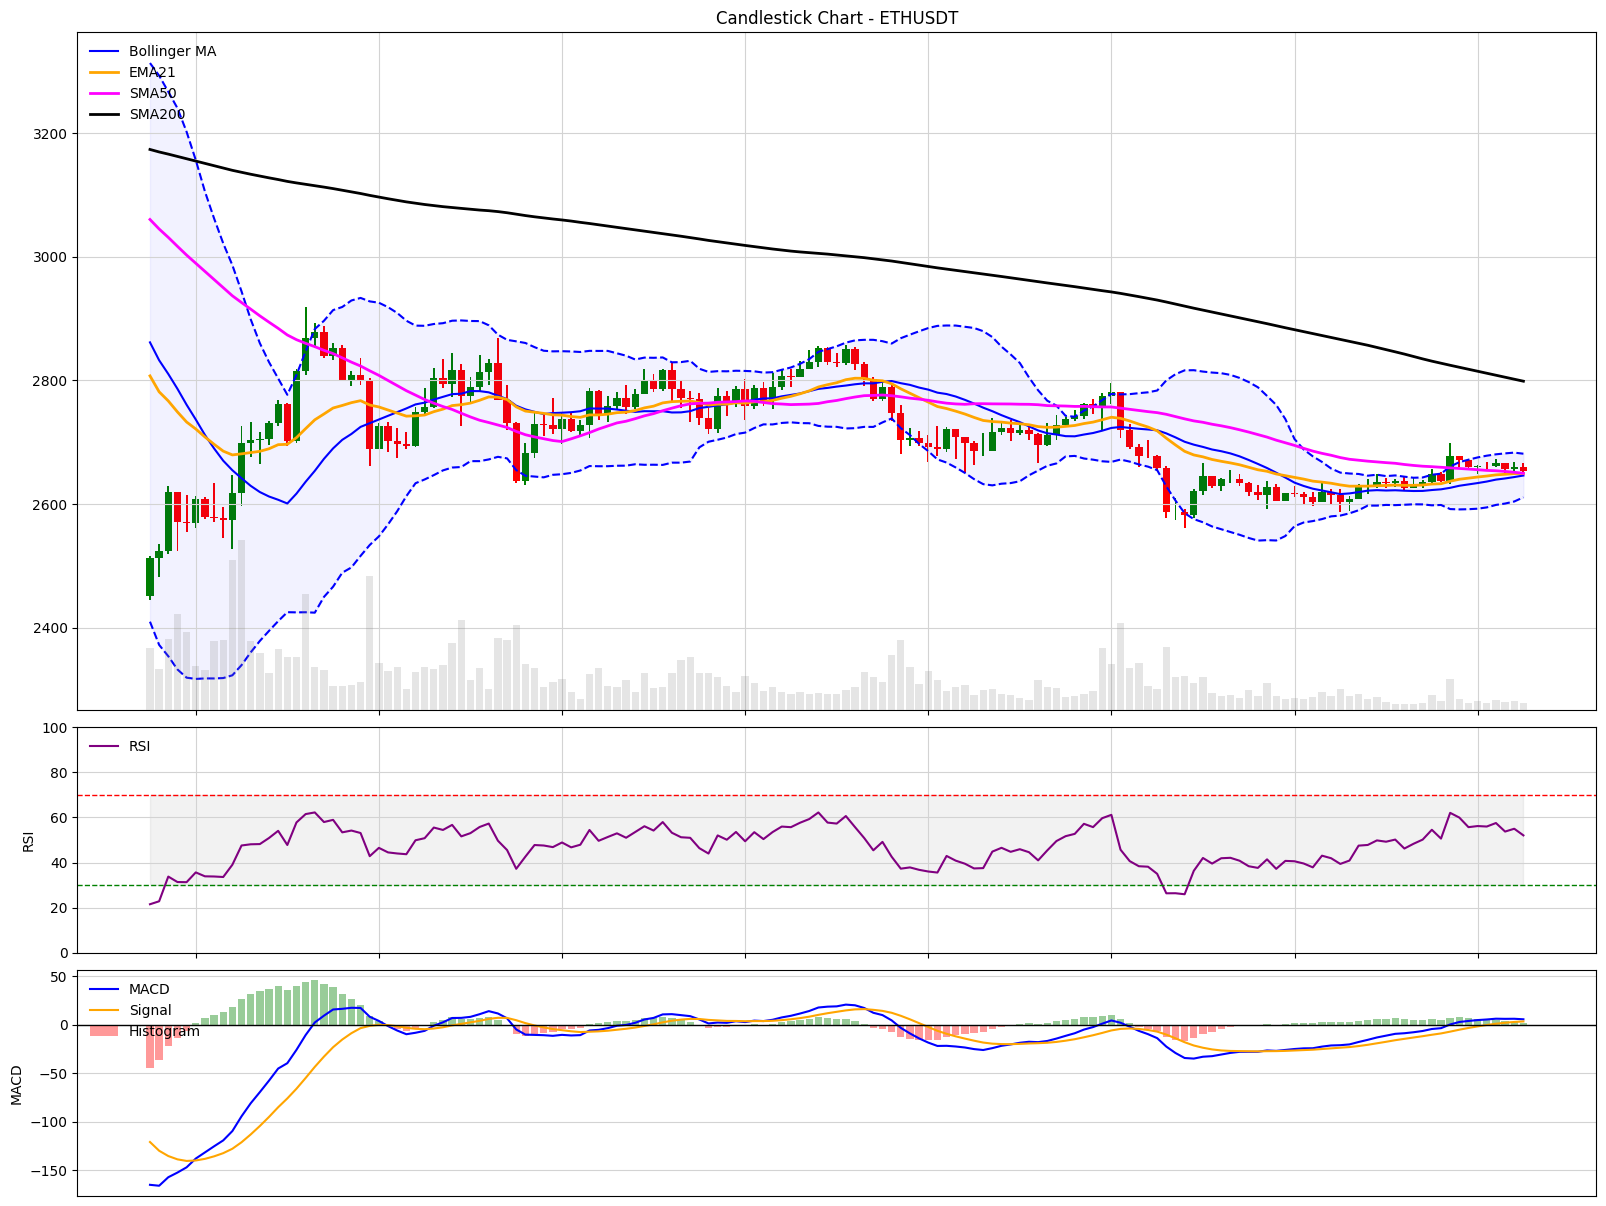 Candlestick Chart - ETHUSDT
Bollinger MA
EMA21
SMA50
SMA200
3200
3000
2800
2600
2400
100
80
60
40
20
0
RSI
RSI
50
0
−50
−100
−150
MACD
MACD
Signal
Histogram